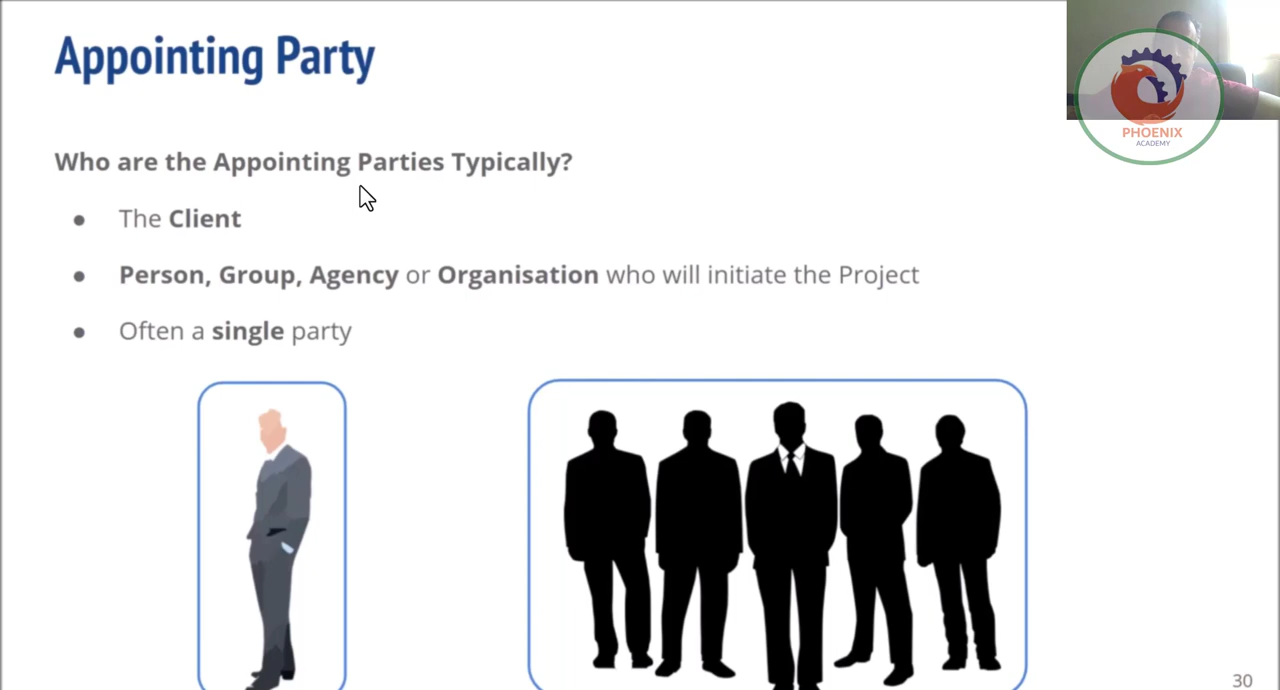 Appointing Party
PHOENIX
ACADEMY
Who are the Appointing Parties Typically?
● The Client
● Person, Group, Agency or Organisation who will initiate the Project
● Often a single party
30